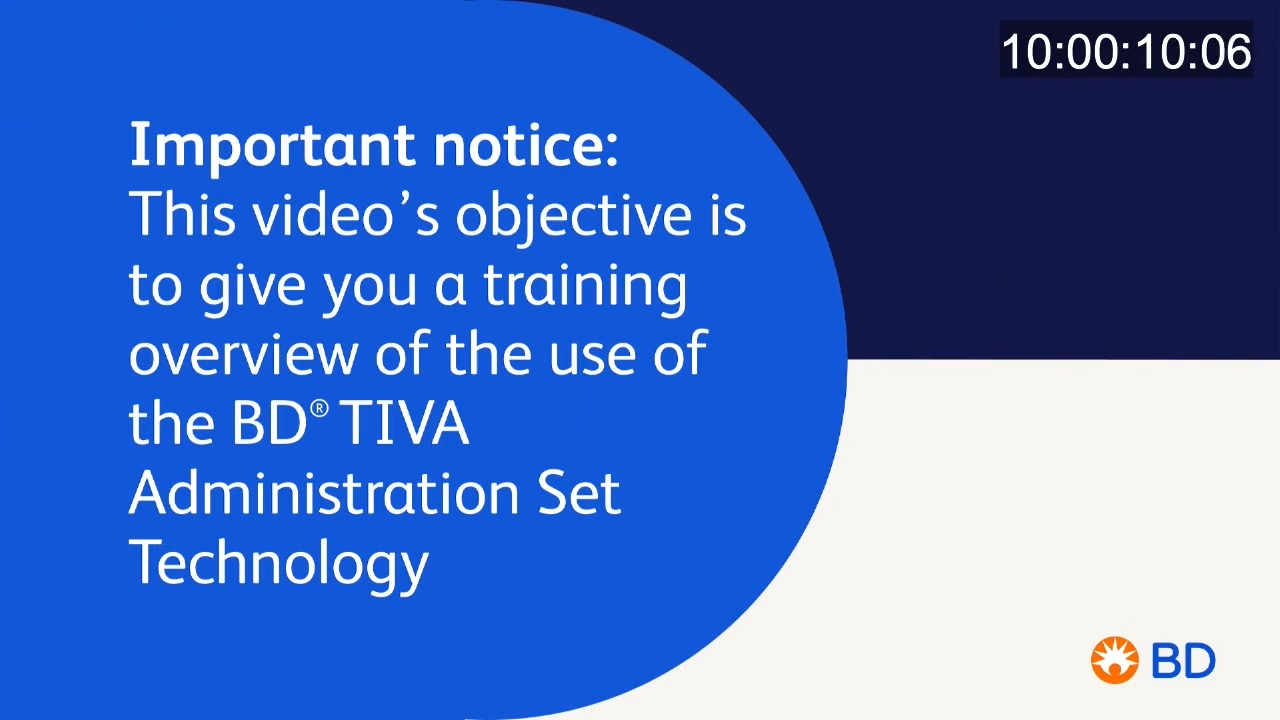 10:00:10:06
Important notice:
This video’s objective is
to give you a training
overview of the use of
the BD® TIVA
Administration Set
Technology
BD